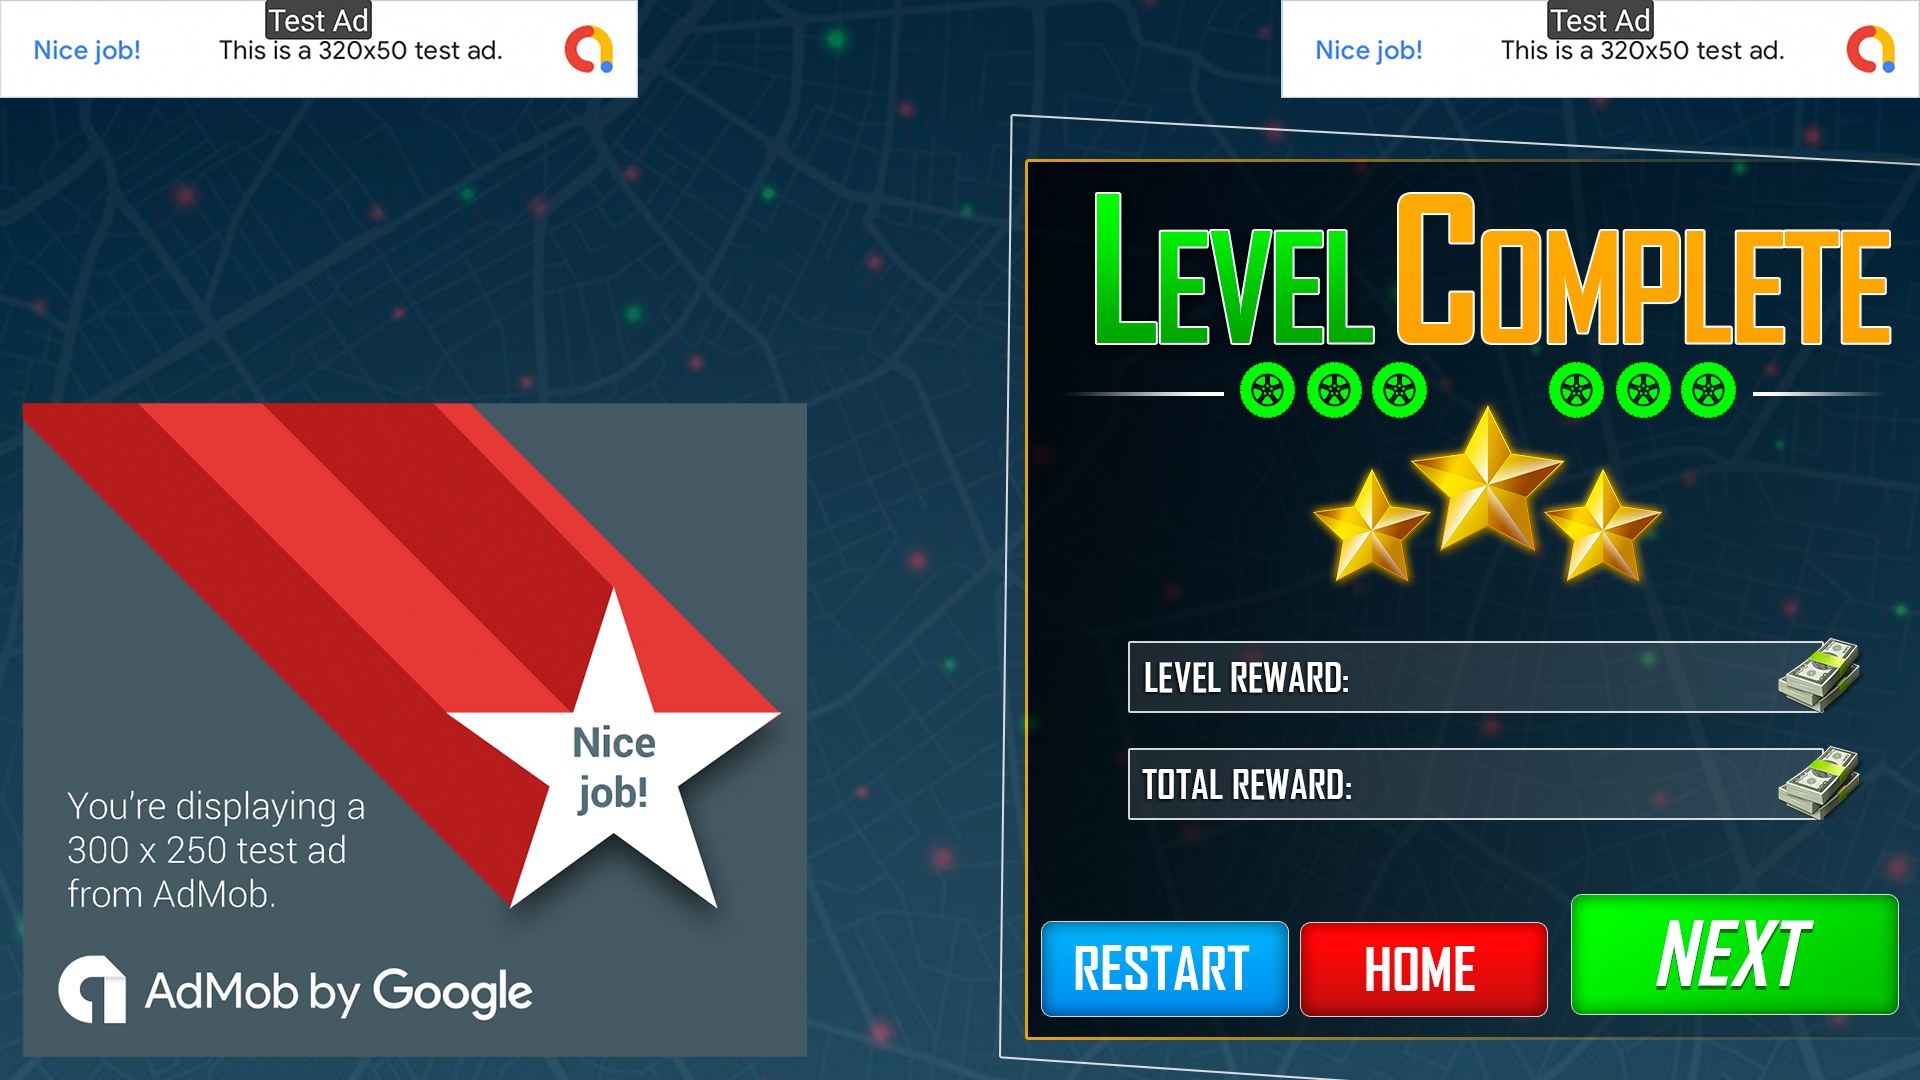 Test Ad
Nice job!
This is a 320x50 test ad.
Test Ad
Nice job!
This is a 320x50 test ad.
Nice
job!
You're displaying a
300 x 250 test ad
from AdMob.
AdMob by Google
LEVEL COMPLETE
LEVEL REWARD:
TOTAL REWARD:
RESTART
HOME
NEXT